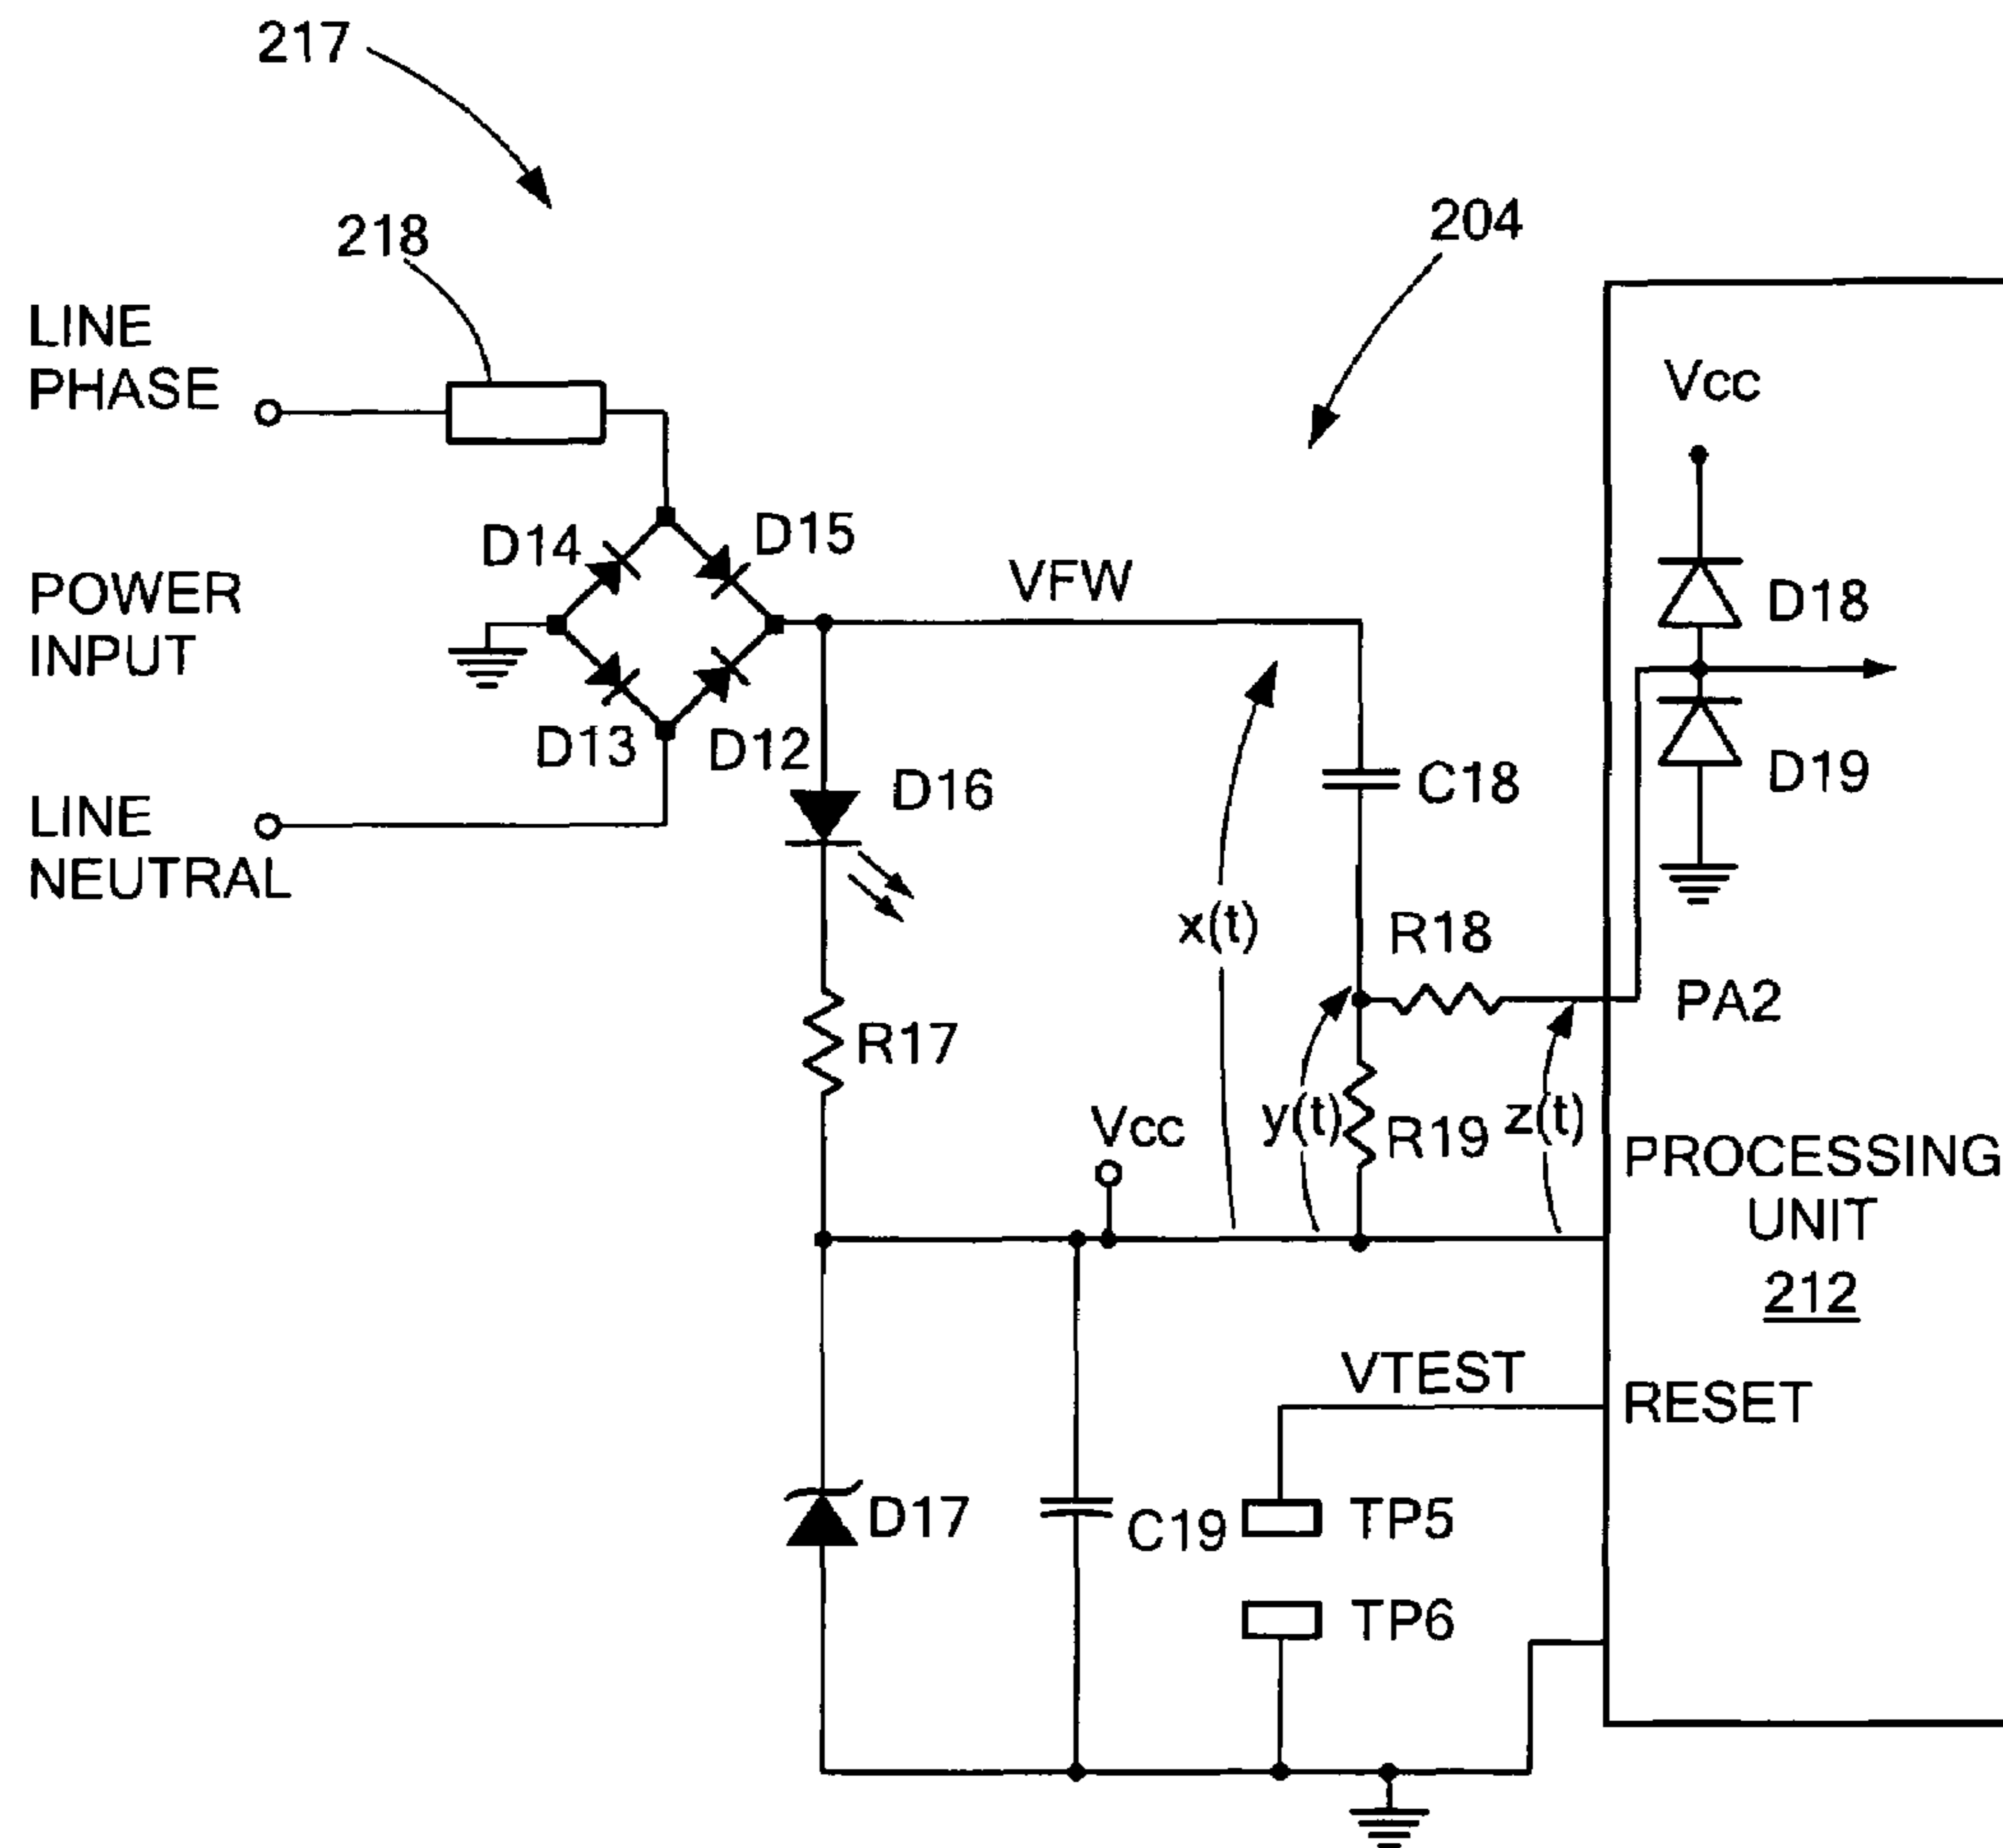 217
218
204
LINE
PHASE
Vcc
D14
D15
VFW
D18
POWER
INPUT
D13
D12
D16
C18
D19
LINE
NEUTRAL
x(t)
R18
PA2
R17
Vcc
y(t)
R19
z(t)
PROCESSING
UNIT
212
VTEST
RESET
D17
C19
TP5
TP6